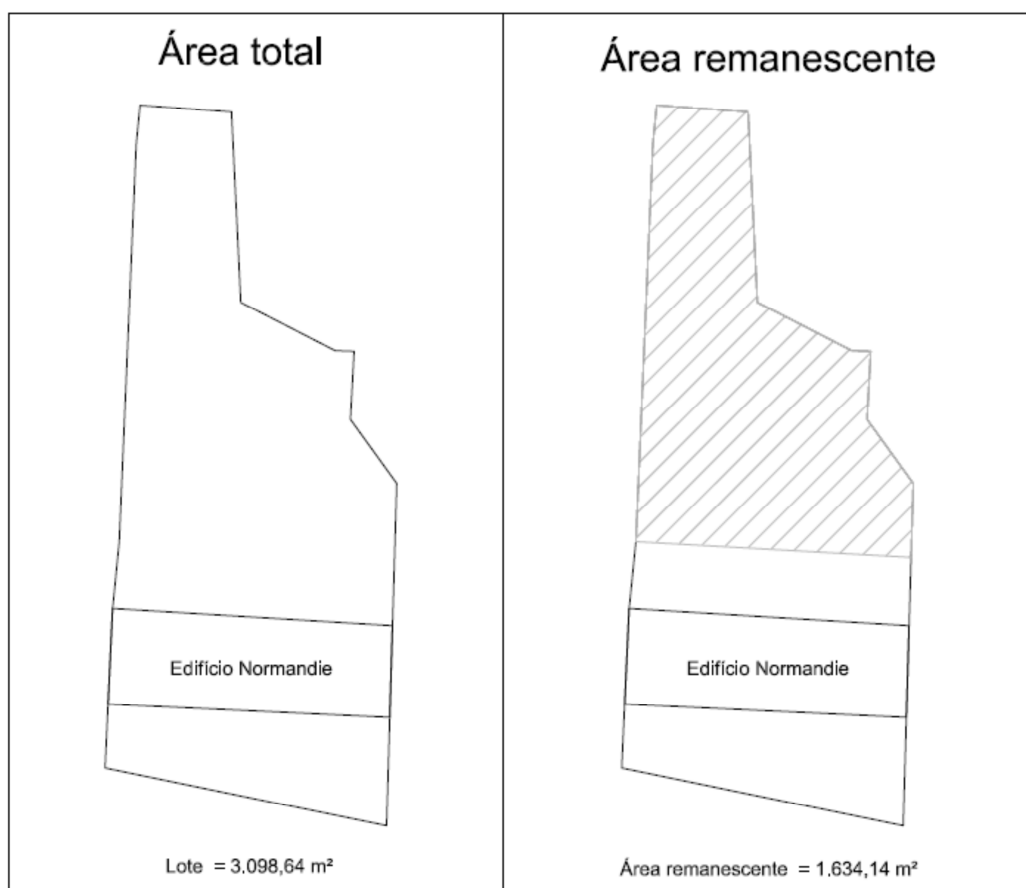 Área total
Edifício Normandie
Lote = 3.098,64 m²
Área remanescente
Edifício Normandie
Área remanescente = 1.634,14 m²